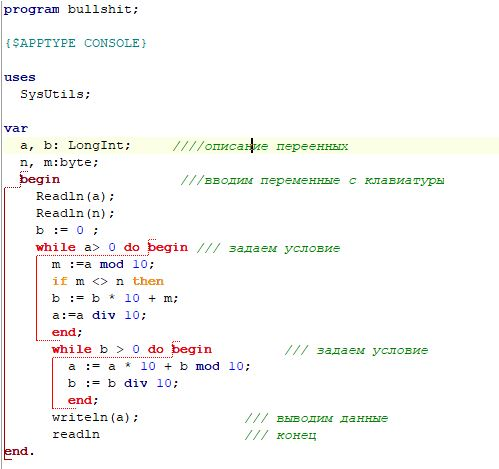 program bullshit;
{$APPTYPE CONSOLE}
uses
SysUtils;
var
a, b: LongInt; ////описание переенных
n, m:byte;
begin ///вводим переменные с клавиатуры
Readln(a);
Readln(n);
b := 0 ;
while a> 0 do begin /// задаем условие
m :=a mod 10;
if m <> n then
b := b * 10 + m;
a:=a div 10;
end;
while b > 0 do begin /// задаем условие
a := a * 10 + b mod 10;
b := b div 10;
end;
writeln(a); /// выводим данные
readln /// конец
end.